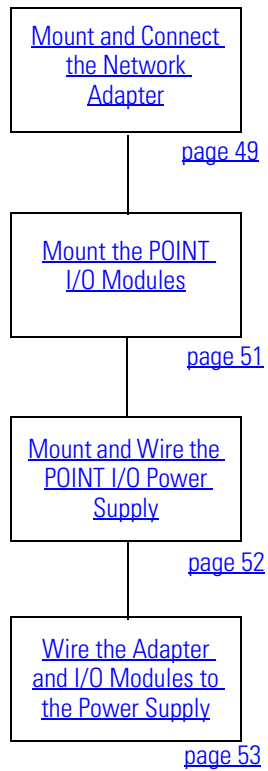 Mount and Connect
the Network
Adapter
page 49
Mount the POINT
I/O Modules
page 51
Mount and Wire the
POINT I/O Power
Supply
page 52
Wire the Adapter
and I/O Modules to
the Power Supply
page 53